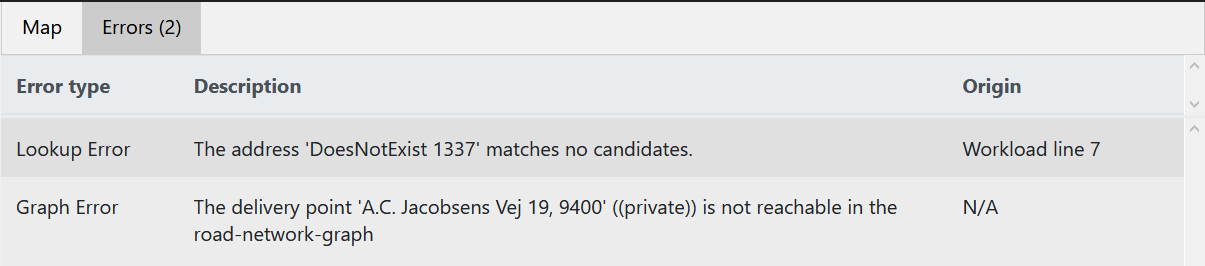 Map Errors (2)
Error type Description Origin
Lookup Error The address 'DoesNotExist 1337' matches no candidates. Workload line 7
Graph Error The delivery point 'A.C. Jacobsens Vej 19, 9400' ((private)) is not reachable in the N/A
road-network-graph